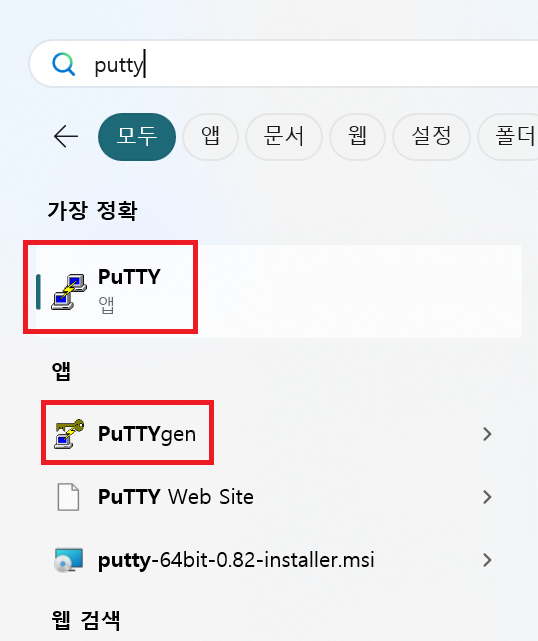 putty
모두 앱 문서 웹 설정 폴더
가장 정확
PuTTY
앱
앱
PuTTYgen
PuTTY Web Site
putty-64bit-0.82-installer.msi
웹 검색